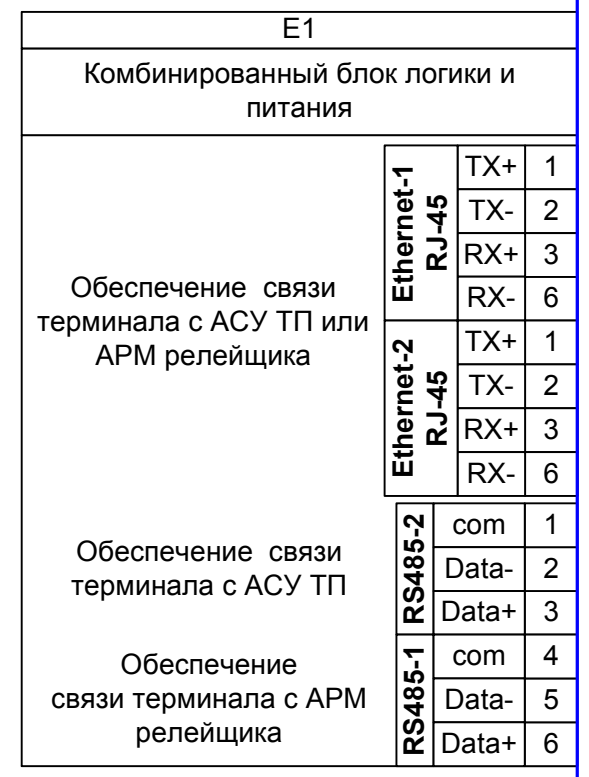 E1
Комбинированный блок логики и
питания
Обеспечение связи
терминала с АСУ ТП или
АРМ релейщика
Ethernet-1
RJ-45
TX+ 1
TX- 2
RX+ 3
RX- 6
Ethernet-2
RJ-45
TX+ 1
TX- 2
RX+ 3
RX- 6
Обеспечение связи
терминала с АСУ ТП
RS485-2
com 1
Data- 2
Data+ 3
Обеспечение
связи терминала с АРМ
релейщика
RS485-1
com 4
Data- 5
Data+ 6